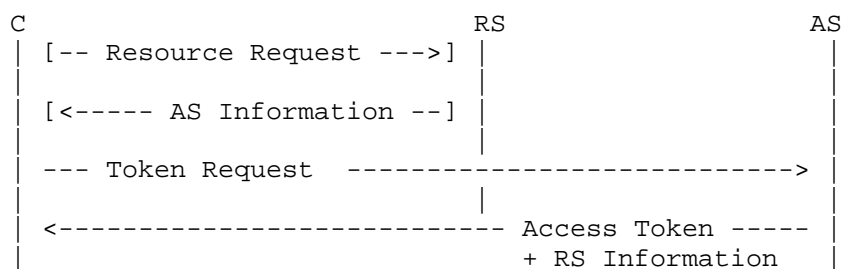 C                            RS                   AS
| [-- Resource Request --->] |                     |
|                            |                     |
| [<----- AS Information --] |                     |
|                            |                     |
| --- Token Request  ----------------------------> |
|                            |                     |
| <---------------------------- Access Token ----- |
|                               + RS Information   |